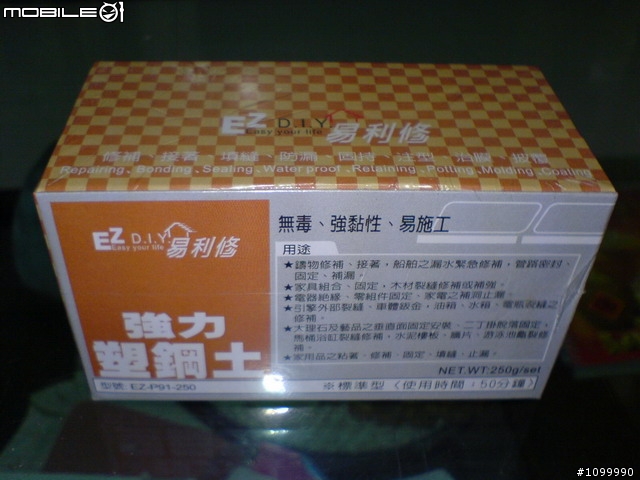 MOBILE01
EZ D.I.Y 易利修
Easy your life
修補、接著、填縫、防漏、固持、注型、治模、披覆
Repairing、Bonding、Sealing、Water proof、Retaining、Potting、Molding、Coating
EZ D.I.Y 易利修
Easy your life
強力
塑鋼土
型號 EZ-P91-250
無毒、強黏性、易施工
用途
★鑄物修補、接著，船舶之漏水緊急修補，管路密封、
固定、補漏。
★家具組合、固定，木材裂縫修補或補強。
★電器絕緣、零組件固定、家電之補洞止漏。
★引擎外部裂縫、車體鈑金，油箱、水箱、電瓶裂縫之
修補。
★大理石及藝品之垂直面固定安裝、二丁掛脫落固定，
馬桶浴缸裂縫修補，水泥樓板、牆片、游泳池龜裂修
補。
★家用品之粘著、修補、固定、填縫、止漏。
NET.WT:250g/set
※標準型〈使用時間：50分鐘〉
#1099990